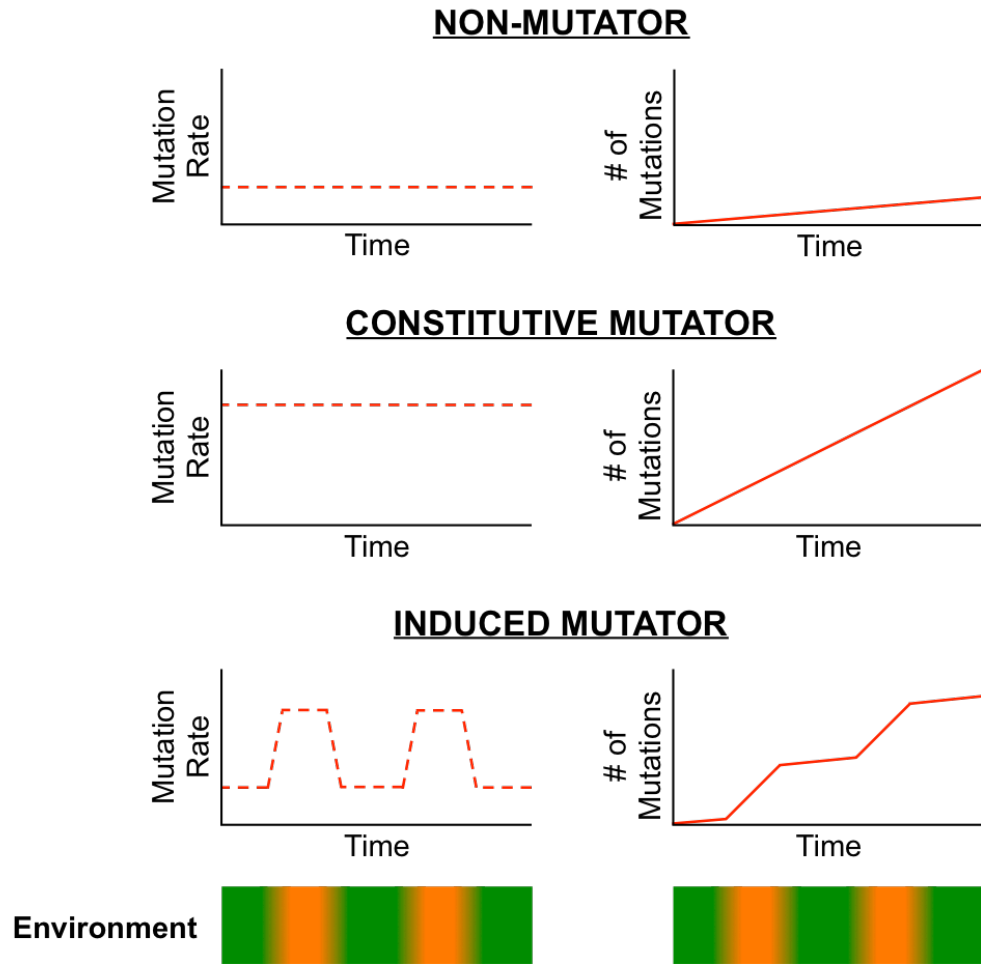 NON-MUTATOR
Mutation
Rate
Time
# of
Mutations
Time
CONSTITUTIVE MUTATOR
Mutation
Rate
Time
# of
Mutations
Time
INDUCED MUTATOR
Mutation
Rate
Time
# of
Mutations
Time
Environment